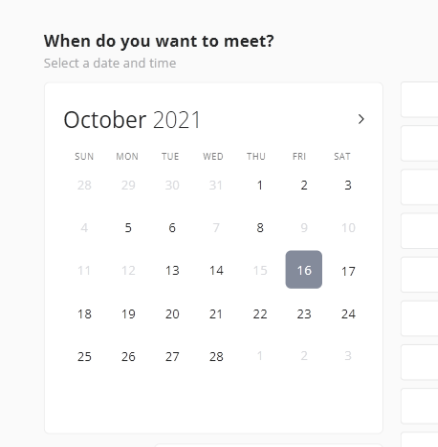 When do you want to meet?
Select a date and time
October 2021
SUN MON TUE WED THU FRI SAT
28 29 30 31 1 2 3
4 5 6 7 8 9 10
11 12 13 14 15 16 17
18 19 20 21 22 23 24
25 26 27 28 1 2 3